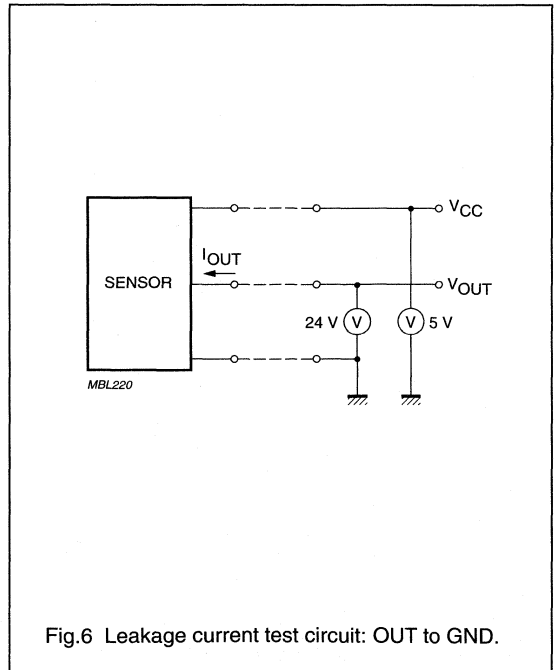 V_CC
I_OUT
SENSOR
V_OUT
24 V V V 5 V
MBL220
Fig.6 Leakage current test circuit: OUT to GND.